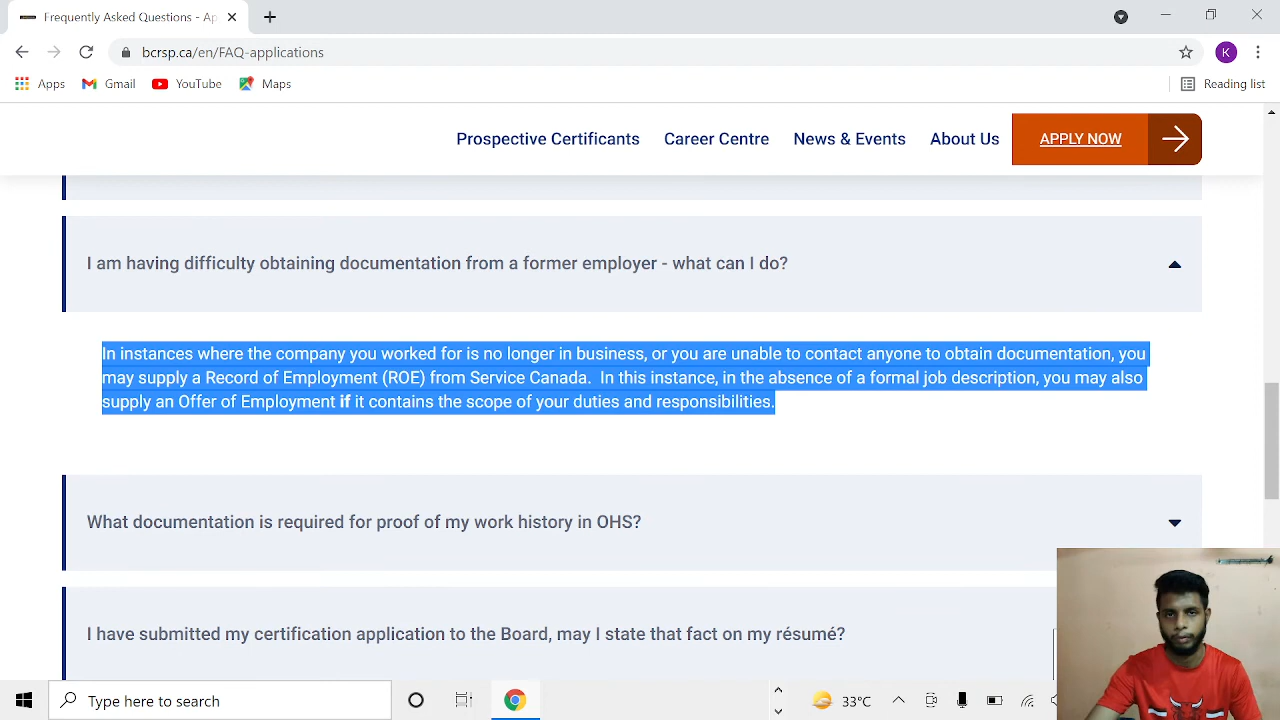 Frequently Asked Questions - Ap
bcrsp.ca/en/FAQ-applications
K
Apps
Gmail
YouTube
Maps
Reading list
Prospective Certificants
Career Centre
News & Events
About Us
APPLY NOW
I am having difficulty obtaining documentation from a former employer - what can I do?
In instances where the company you worked for is no longer in business, or you are unable to contact anyone to obtain documentation, you
may supply a Record of Employment (ROE) from Service Canada. In this instance, in the absence of a formal job description, you may also
supply an Offer of Employment if it contains the scope of your duties and responsibilities.
What documentation is required for proof of my work history in OHS?
I have submitted my certification application to the Board, may I state that fact on my résumé?
Type here to search
33°C